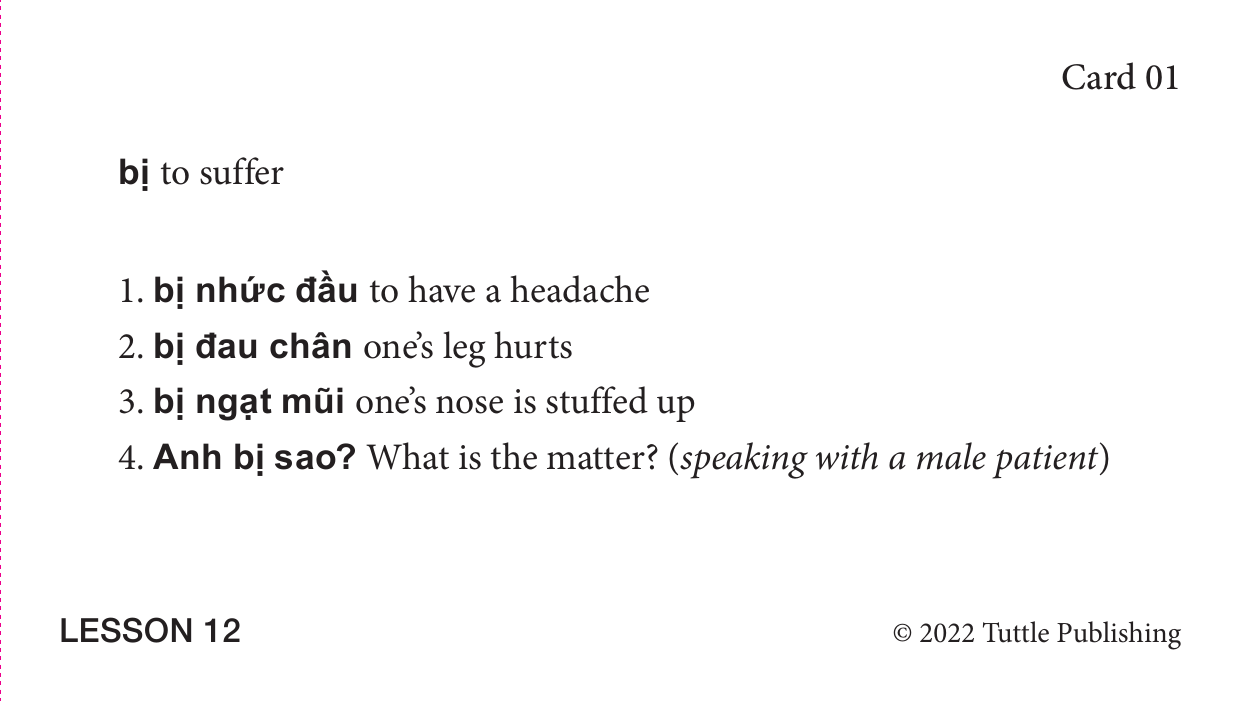 Card 01
bị to suffer
1. bị nhức đầu to have a headache
2. bị đau chân one’s leg hurts
3. bị ngạt mũi one’s nose is stuffed up
4. Anh bị sao? What is the matter? (speaking with a male patient)
LESSON 12
© 2022 Tuttle Publishing